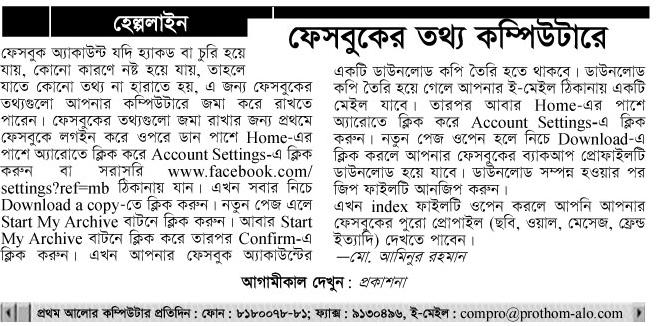 হেল্পলাইন
ফেসবুকের তথ্য কম্পিউটারে
ফেসবুক অ্যাকাউন্ট যদি হ্যাকড বা চুরি হয়ে
যায়, কোনো কারণে নষ্ট হয়ে যায়, তাহলে
যাতে কোনো তথ্য না হারাতে হয়, এ জন্য ফেসবুকের
তথ্যগুলো আপনার কম্পিউটারে জমা করে রাখতে
পারেন। ফেসবুকের তথ্যগুলো জমা রাখার জন্য প্রথমে
ফেসবুকে লগইন করে ওপরে ডান পাশে Home-এর
পাশে অ্যারোতে ক্লিক করে Account Settings-এ ক্লিক
করুন বা সরাসরি www.facebook.com/
settings?ref=mb ঠিকানায় যান। এখন সবার নিচে
Download a copy-তে ক্লিক করুন। নতুন পেজ এলে
Start My Archive বাটনে ক্লিক করুন। আবার Start
My Archive বাটনে ক্লিক করে তারপর Confirm-এ
ক্লিক করুন। এখন আপনার ফেসবুক অ্যাকাউন্টের
একটি ডাউনলোড কপি তৈরি হতে থাকবে। ডাউনলোড
কপি তৈরি হয়ে গেলে আপনার ই-মেইল ঠিকানায় একটি
মেইল যাবে। তারপর আবার Home-এর পাশে
অ্যারোতে ক্লিক করে Account Settings-এ ক্লিক
করুন। নতুন পেজ ওপেন হলে নিচে Download-এ
ক্লিক করলে আপনার ফেসবুকের ব্যাকআপ প্রোফাইলটি
ডাউনলোড হয়ে যাবে। ডাউনলোড সম্পন্ন হওয়ার পর
জিপ ফাইলটি আনজিপ করুন।
এখন index ফাইলটি ওপেন করলে আপনি আপনার
ফেসবুকের পুরো প্রোপাইল (ছবি, ওয়াল, মেসেজ, ফ্রেন্ড
ইত্যাদি) দেখতে পাবেন।
—মো. আমিনুর রহমান
আগামীকাল দেখুন : প্রকাশনা
প্রথম আলোর কম্পিউটার প্রতিদিন : ফোন : ৮১৮০০৭৮-৮১; ফ্যাক্স : ৯১৩০৪৯৬, ই-মেইল : compro@prothom-alo.com